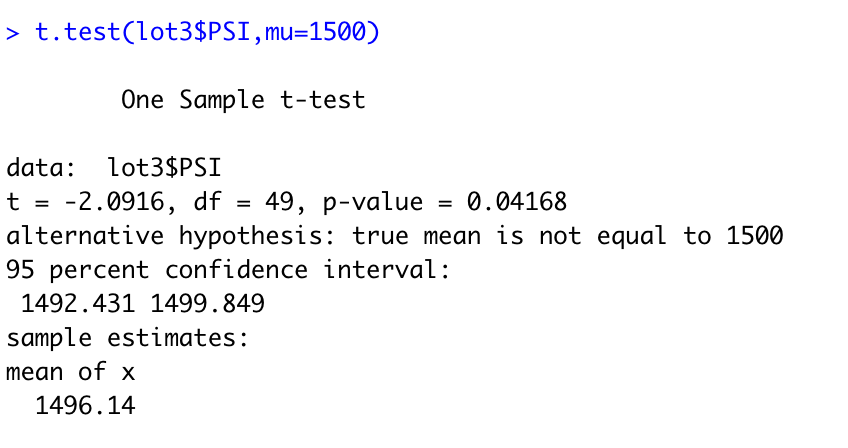 > t.test(lot3$PSI,mu=1500)
One Sample t-test
data:  lot3$PSI
t = -2.0916, df = 49, p-value = 0.04168
alternative hypothesis: true mean is not equal to 1500
95 percent confidence interval:
1492.431 1499.849
sample estimates:
mean of x
1496.14